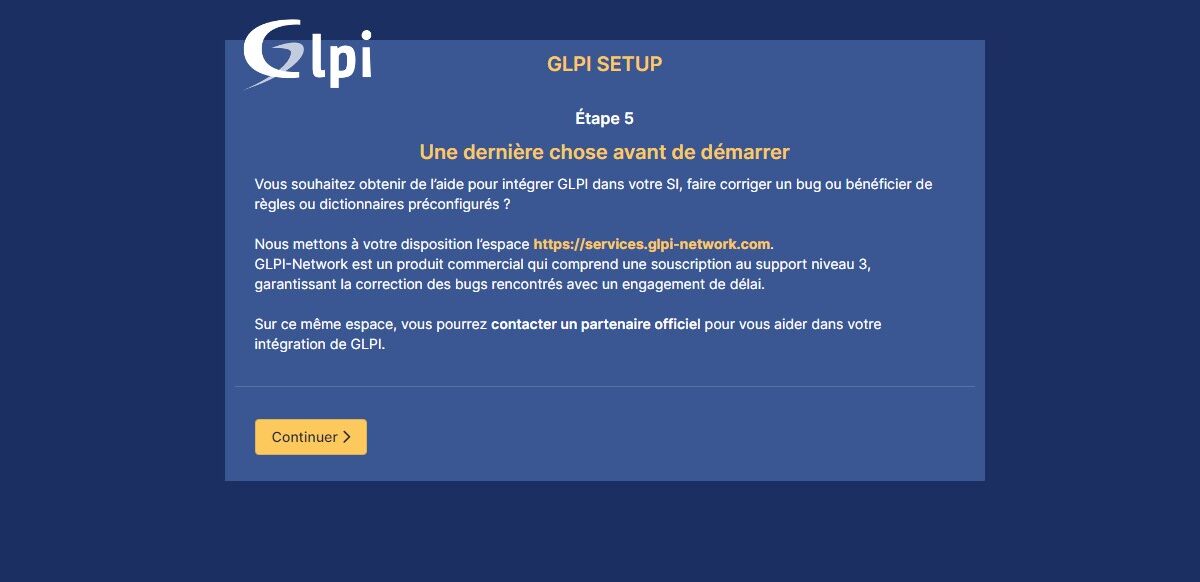 Glpi
GLPI SETUP
Étape 5
Une dernière chose avant de démarrer
Vous souhaitez obtenir de l’aide pour intégrer GLPI dans votre SI, faire corriger un bug ou bénéficier de
règles ou dictionnaires préconfigurés ?
Nous mettons à votre disposition l’espace https://services.glpi-network.com.
GLPI-Network est un produit commercial qui comprend une souscription au support niveau 3,
garantissant la correction des bugs rencontrés avec un engagement de délai.
Sur ce même espace, vous pourrez contacter un partenaire officiel pour vous aider dans votre
intégration de GLPI.
Continuer